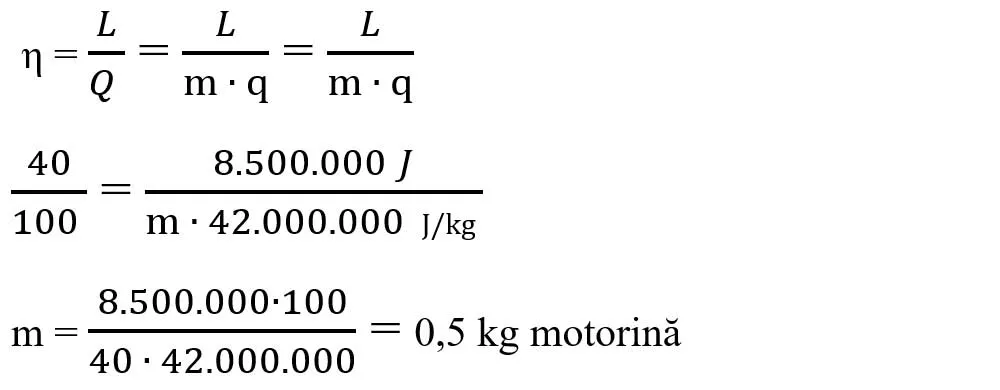 η = L/Q = L/(m · q) = L/(m · q)
40/100 = 8.500.000 J/(m · 42.000.000 J/kg)
m = 8.500.000·100/(40 · 42.000.000) = 0,5 kg motorină